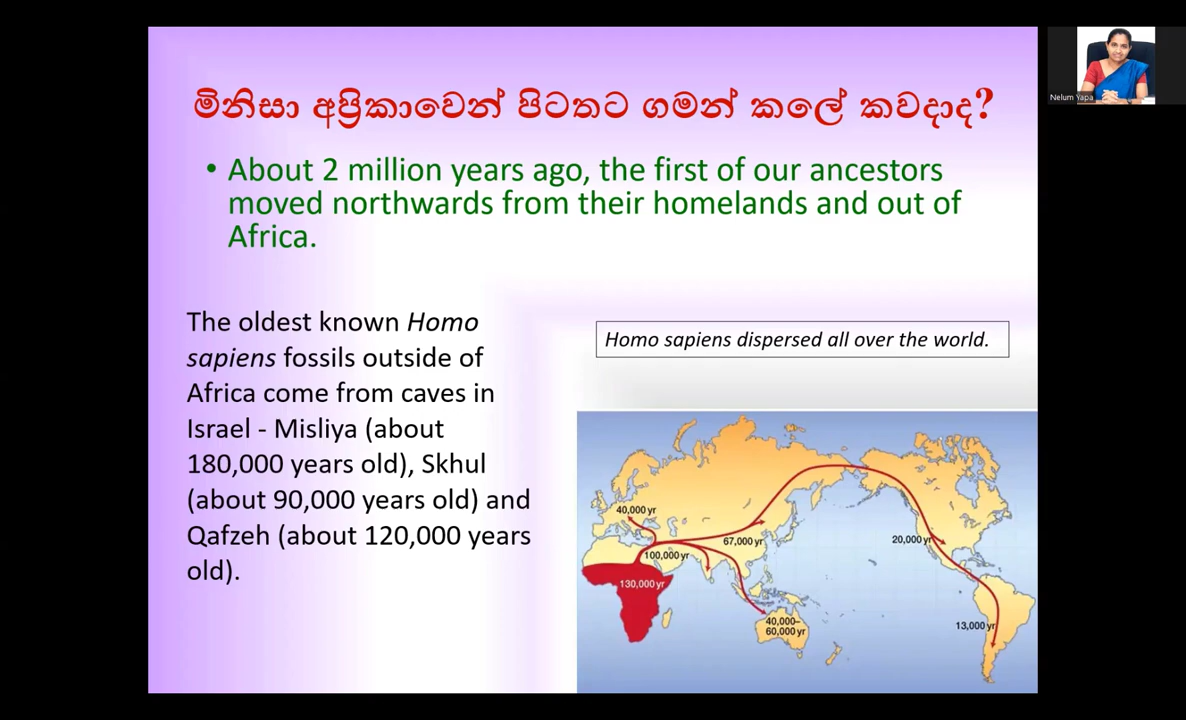 මිනිසා අප්‍රිකාවෙන් පිටතට ගමන් කලේ කවදාද?
• About 2 million years ago, the first of our ancestors
moved northwards from their homelands and out of
Africa.
The oldest known Homo
sapiens fossils outside of
Africa come from caves in
Israel - Misliya (about
180,000 years old), Skhul
(about 90,000 years old) and
Qafzeh (about 120,000 years
old).
Homo sapiens dispersed all over the world.
40,000 yr
67,000 yr
100,000 yr
130,000 yr
40,000–
60,000 yr
20,000 yr
13,000 yr
Nelum Yapa